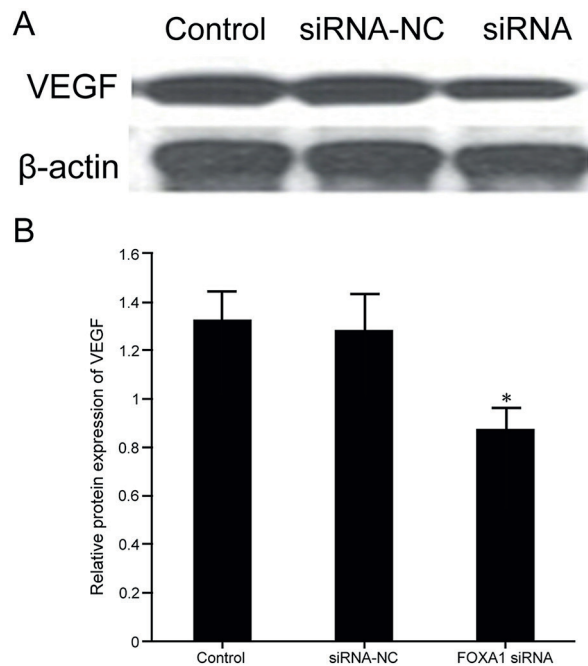 A
Control siRNA-NC siRNA
VEGF
β-actin
B
Relative protein expression of VEGF
1.6
1.4
1.2
1
0.8
0.6
0.4
0.2
0
*
Control siRNA-NC FOXA1 siRNA